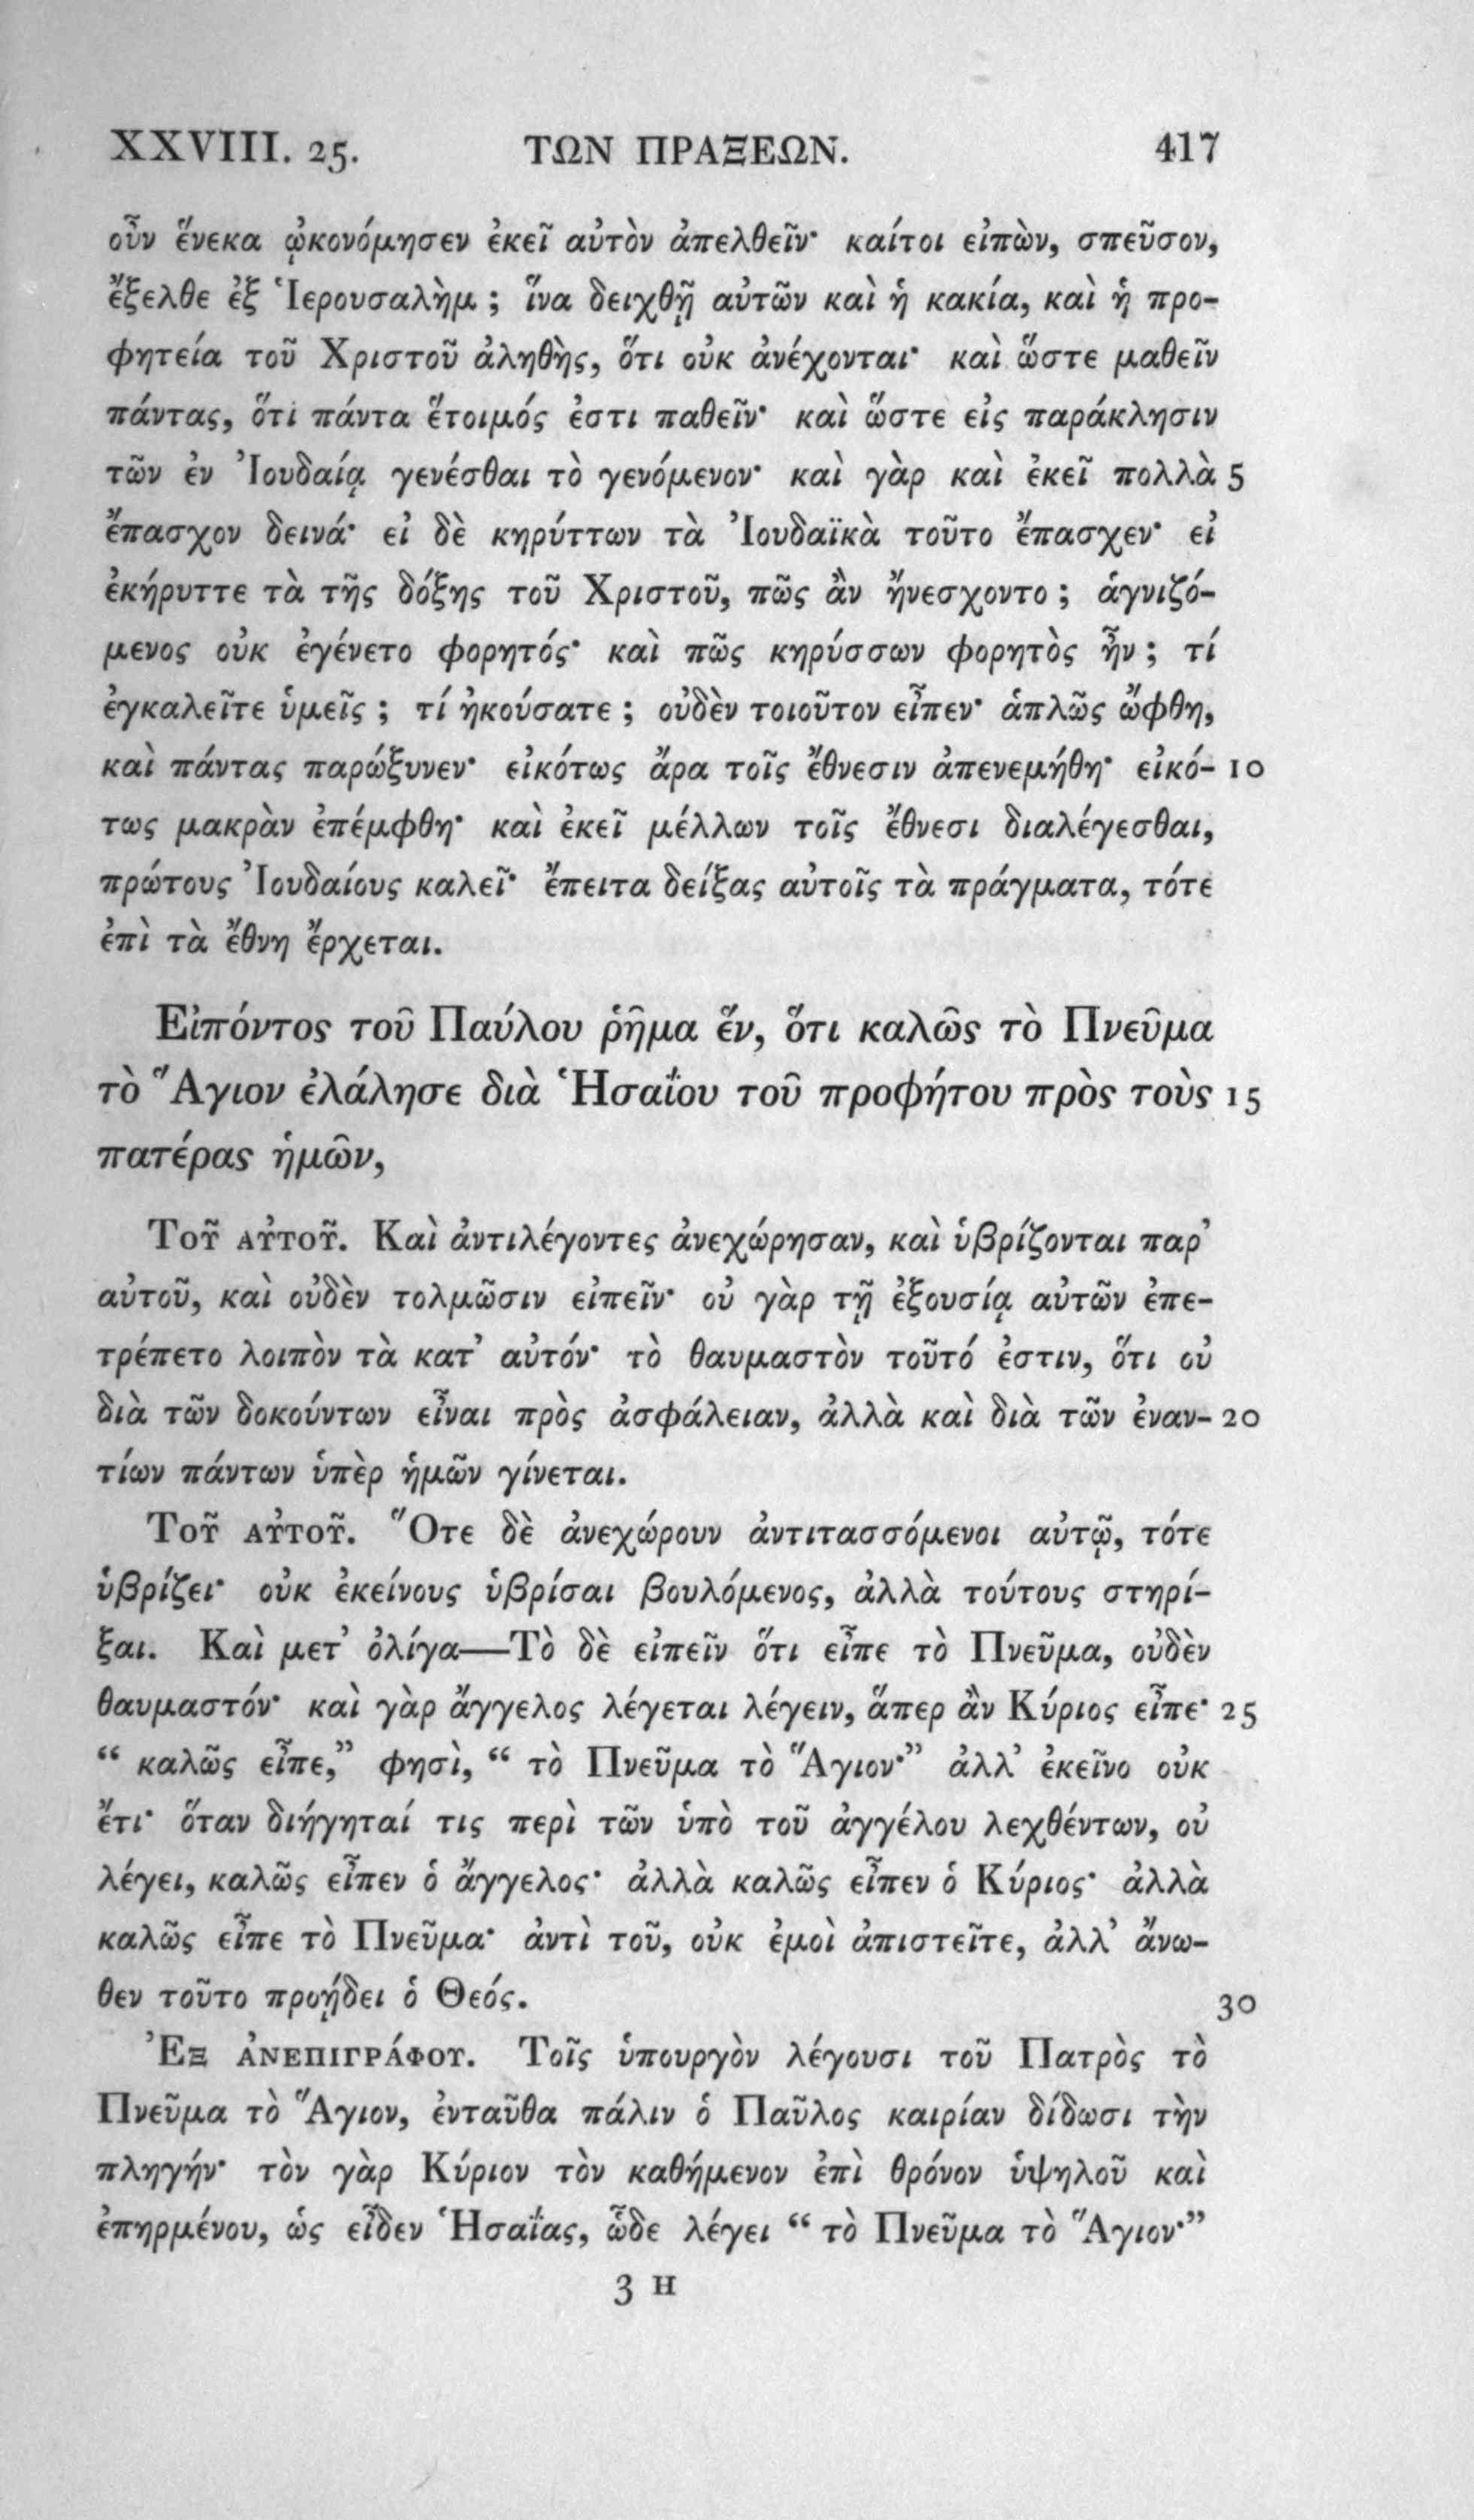 XXVIII. 25. ΤΩΝ ΠΡΑΞΕΩΝ. 417
οὖν ἕνεκα ᾠκονόμησεν ἐκεῖ αὐτὸν ἀπελθεῖν· καίτοι εἰπὼν, σπεῦσον,
ἔξελθε ἐξ Ἱερουσαλὴμ ; ἵνα δειχθῇ αὐτῶν καὶ ἡ κακία, καὶ ἡ προ-
φητεία τοῦ Χριστοῦ ἀληθὴς, ὅτι οὐκ ἀνέχονται· καὶ ὥστε μαθεῖν
πάντας, ὅτι πάντα ἕτοιμός ἐστι παθεῖν· καὶ ὥστε εἰς παράκλησιν
τῶν ἐν Ἰουδαίᾳ γενέσθαι τὸ γενόμενον· καὶ γὰρ καὶ ἐκεῖ πολλὰ 5
ἔπασχον δεινά· εἰ δὲ κηρύττων τὰ Ἰουδαϊκὰ τοῦτο ἔπασχεν· εἰ
ἐκήρυττε τὰ τῆς δόξης τοῦ Χριστοῦ, πῶς ἂν ἤνεσχοντο ; ἁγνιζό-
μενος οὐκ ἐγένετο φορητός· καὶ πῶς κηρύσσων φορητὸς ἦν ; τί
ἐγκαλεῖτε ὑμεῖς ; τί ἠκούσατε ; οὐδὲν τοιοῦτον εἶπεν· ἁπλῶς ὤφθη,
καὶ πάντας παρώξυνεν· εἰκότως ἄρα τοῖς ἔθνεσιν ἀπενεμήθη· εἰκό- 10
τως μακρὰν ἐπέμφθη· καὶ ἐκεῖ μέλλων τοῖς ἔθνεσι διαλέγεσθαι,
πρώτους Ἰουδαίους καλεῖ· ἔπειτα δείξας αὐτοῖς τὰ πράγματα, τότε
ἐπὶ τὰ ἔθνη ἔρχεται.
Εἰπόντος τοῦ Παύλου ῥῆμα ἕν, ὅτι καλῶς τὸ Πνεῦμα
τὸ Ἅγιον ἐλάλησε διὰ Ἡσαΐου τοῦ προφήτου πρὸς τοὺς 15
πατέρας ἡμῶν,
Τοῦ αὐτοῦ. Καὶ ἀντιλέγοντες ἀνεχώρησαν, καὶ ὑβρίζονται παρ’
αὐτοῦ, καὶ οὐδὲν τολμῶσιν εἰπεῖν· οὐ γὰρ τῇ ἐξουσίᾳ αὐτῶν ἐπε-
τρέπετο λοιπὸν τὰ κατ’ αὐτόν· τὸ θαυμαστὸν τοῦτό ἐστιν, ὅτι οὐ
διὰ τῶν δοκούντων εἶναι πρὸς ἀσφάλειαν, ἀλλὰ καὶ διὰ τῶν ἐναν- 20
τίων πάντων ὑπὲρ ἡμῶν γίνεται.
Τοῦ αὐτοῦ. Ὅτε δὲ ἀνεχώρουν ἀντιτασσόμενοι αὐτῷ, τότε
ὑβρίζει· οὐκ ἐκείνους ὑβρίσαι βουλόμενος, ἀλλὰ τούτους στηρί-
ξαι. Καὶ μετ’ ὀλίγα—Τὸ δὲ εἰπεῖν ὅτι εἶπε τὸ Πνεῦμα, οὐδὲν
θαυμαστόν· καὶ γὰρ ἄγγελος λέγεται λέγειν, ἅπερ ἂν Κύριος εἶπε· 25
“ καλῶς εἶπε,” φησὶ, “ τὸ Πνεῦμα τὸ Ἅγιον·” ἀλλ’ ἐκεῖνο οὐκ
ἔτι· ὅταν διήγηταί τις περὶ τῶν ὑπὸ τοῦ ἀγγέλου λεχθέντων, οὐ
λέγει, καλῶς εἶπεν ὁ ἄγγελος· ἀλλὰ καλῶς εἶπεν ὁ Κύριος· ἀλλὰ
καλῶς εἶπε τὸ Πνεῦμα· ἀντὶ τοῦ, οὐκ ἐμοὶ ἀπιστεῖτε, ἀλλ’ ἄνω-
θεν τοῦτο προῄδει ὁ Θεός. 30
Ἐξ ἀνεπιγράφου. Τοῖς ὑπουργὸν λέγουσι τοῦ Πατρὸς τὸ
Πνεῦμα τὸ Ἅγιον, ἐνταῦθα πάλιν ὁ Παῦλος καιρίαν δίδωσι τὴν
πληγήν· τὸν γὰρ Κύριον τὸν καθήμενον ἐπὶ θρόνον ὑψηλοῦ καὶ
ἐπηρμένου, ὡς εἶδεν Ἡσαΐας, ὧδε λέγει “ τὸ Πνεῦμα τὸ Ἅγιον·”
3 H